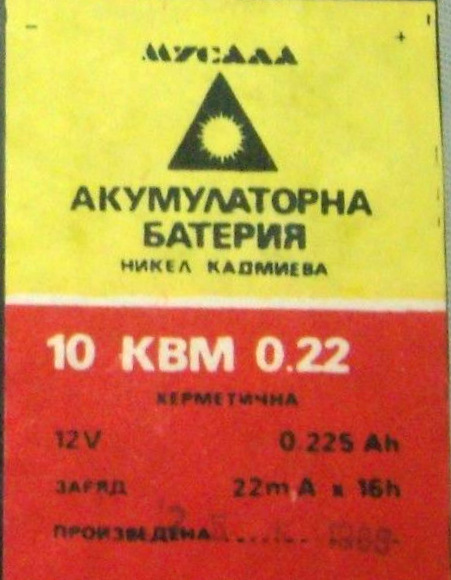 - +
МУСАЛА
АКУМУЛАТОРНА
БАТЕРИЯ
НИКЕЛ КАДМИЕВА
10 КВМ 0.22
ХЕРМЕТИЧНА
12V 0.225 Ah
ЗАРЯД 22mA x 16h
ПРОИЗВЕДЕНА